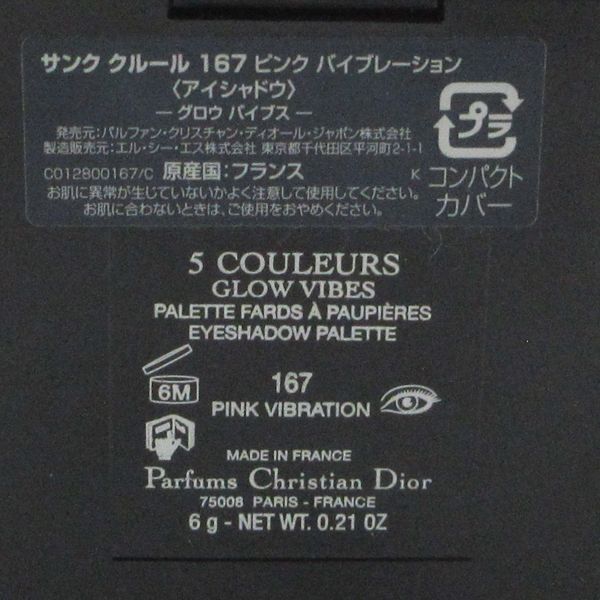 サンク クルール 167 ピンク バイブレーション
〈アイシャドウ〉
― グロウ バイブス ―
発売元:パルファン・クリスチャン・ディオール・ジャポン株式会社
製造販売元:エル・シー・エス株式会社 東京都千代田区平河町2-1-1
C012800167/C 原産国:フランス K
お肌に異常が生じていないかよく注意して使用してください。
お肌に合わないときは、ご使用をおやめください。
プラ
コンパクト
カバー
5 COULEURS
GLOW VIBES
PALETTE FARDS À PAUPIÈRES
EYESHADOW PALETTE
6M
167
PINK VIBRATION
MADE IN FRANCE
Parfums Christian Dior
75008 PARIS - FRANCE
6 g - NET WT. 0.21 OZ